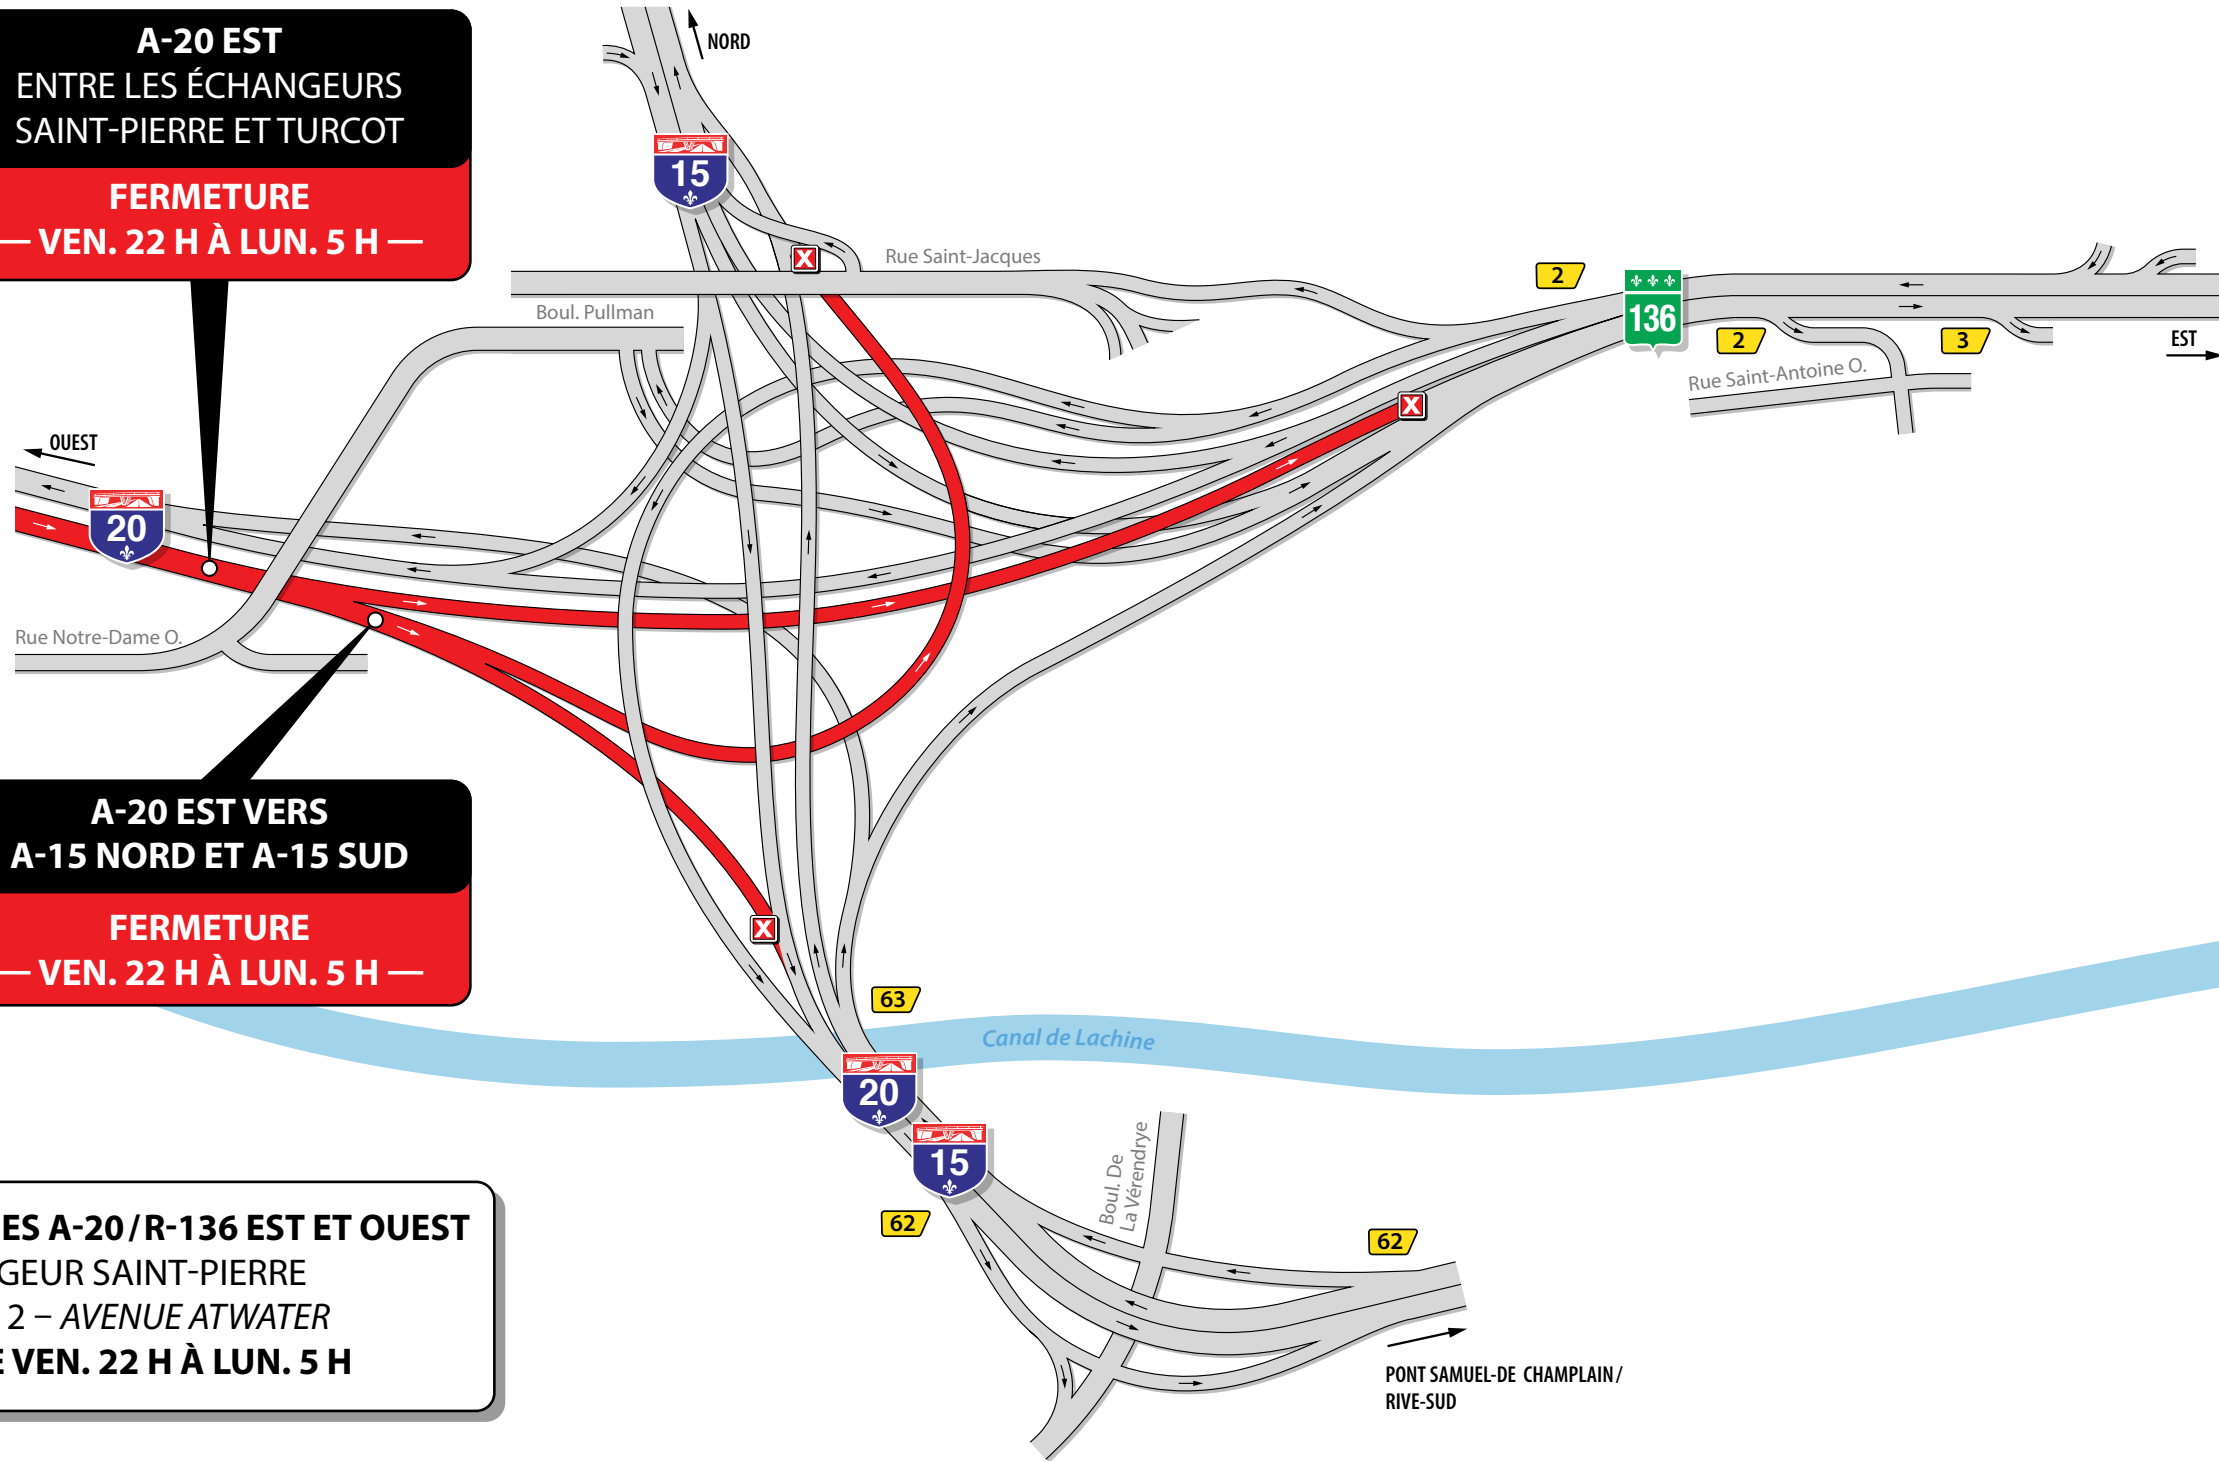 A-20 EST
ENTRE LES ÉCHANGEURS
SAINT-PIERRE ET TURCOT
FERMETURE
— VEN. 22 H À LUN. 5 H —
NORD
15
Rue Saint-Jacques
Boul. Pullman
2
136
2
3
EST
Rue Saint-Antoine O.
OUEST
20
Rue Notre-Dame O.
A-20 EST VERS
A-15 NORD ET A-15 SUD
FERMETURE
— VEN. 22 H À LUN. 5 H —
63
Canal de Lachine
20
15
Boul. De
La Vérendrye
62
62
ES A-20/R-136 EST ET OUEST
GEUR SAINT-PIERRE
2 – AVENUE ATWATER
E VEN. 22 H À LUN. 5 H
PONT SAMUEL-DE CHAMPLAIN/
RIVE-SUD